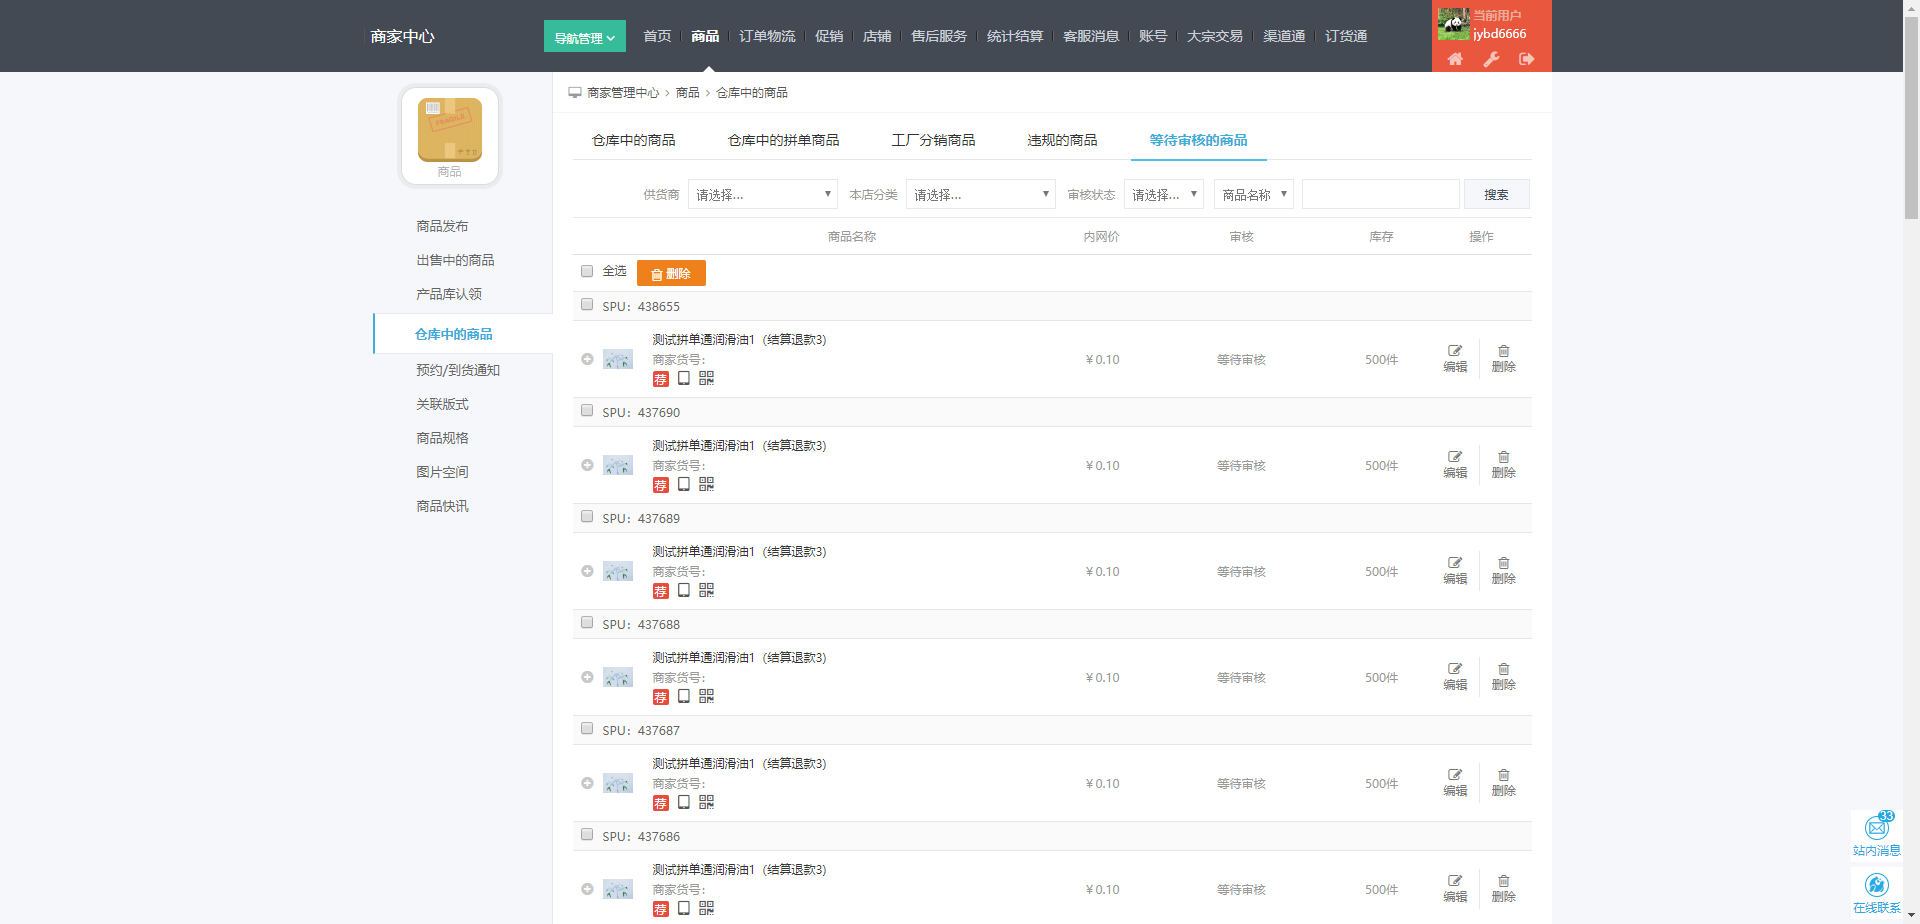 商家中心
导航管理
首页 商品 订单物流 促销 店铺 售后服务 统计结算 客服消息 账号 大宗交易 渠道通 订货通
当前用户
jybd6666
商品
商品发布
出售中的商品
产品库认领
仓库中的商品
预约/到货通知
关联版式
商品规格
图片空间
商品快讯
商家管理中心 > 商品 > 仓库中的商品
仓库中的商品 仓库中的拼单商品 工厂分销商品 违规的商品 等待审核的商品
供货商 请选择... 本店分类 请选择... 审核状态 请选择... 商品名称 搜索
商品名称 内网价 审核 库存 操作
全选 删除
SPU：438655
测试拼单通润滑油1（结算退款3）
商家货号：
荐
¥0.10 等待审核 500件 编辑 删除
SPU：437690
测试拼单通润滑油1（结算退款3）
商家货号：
荐
¥0.10 等待审核 500件 编辑 删除
SPU：437689
测试拼单通润滑油1（结算退款3）
商家货号：
荐
¥0.10 等待审核 500件 编辑 删除
SPU：437688
测试拼单通润滑油1（结算退款3）
商家货号：
荐
¥0.10 等待审核 500件 编辑 删除
SPU：437687
测试拼单通润滑油1（结算退款3）
商家货号：
荐
¥0.10 等待审核 500件 编辑 删除
SPU：437686
测试拼单通润滑油1（结算退款3）
商家货号：
荐
¥0.10 等待审核 500件 编辑 删除
33
站内消息
在线联系
FRAGILE